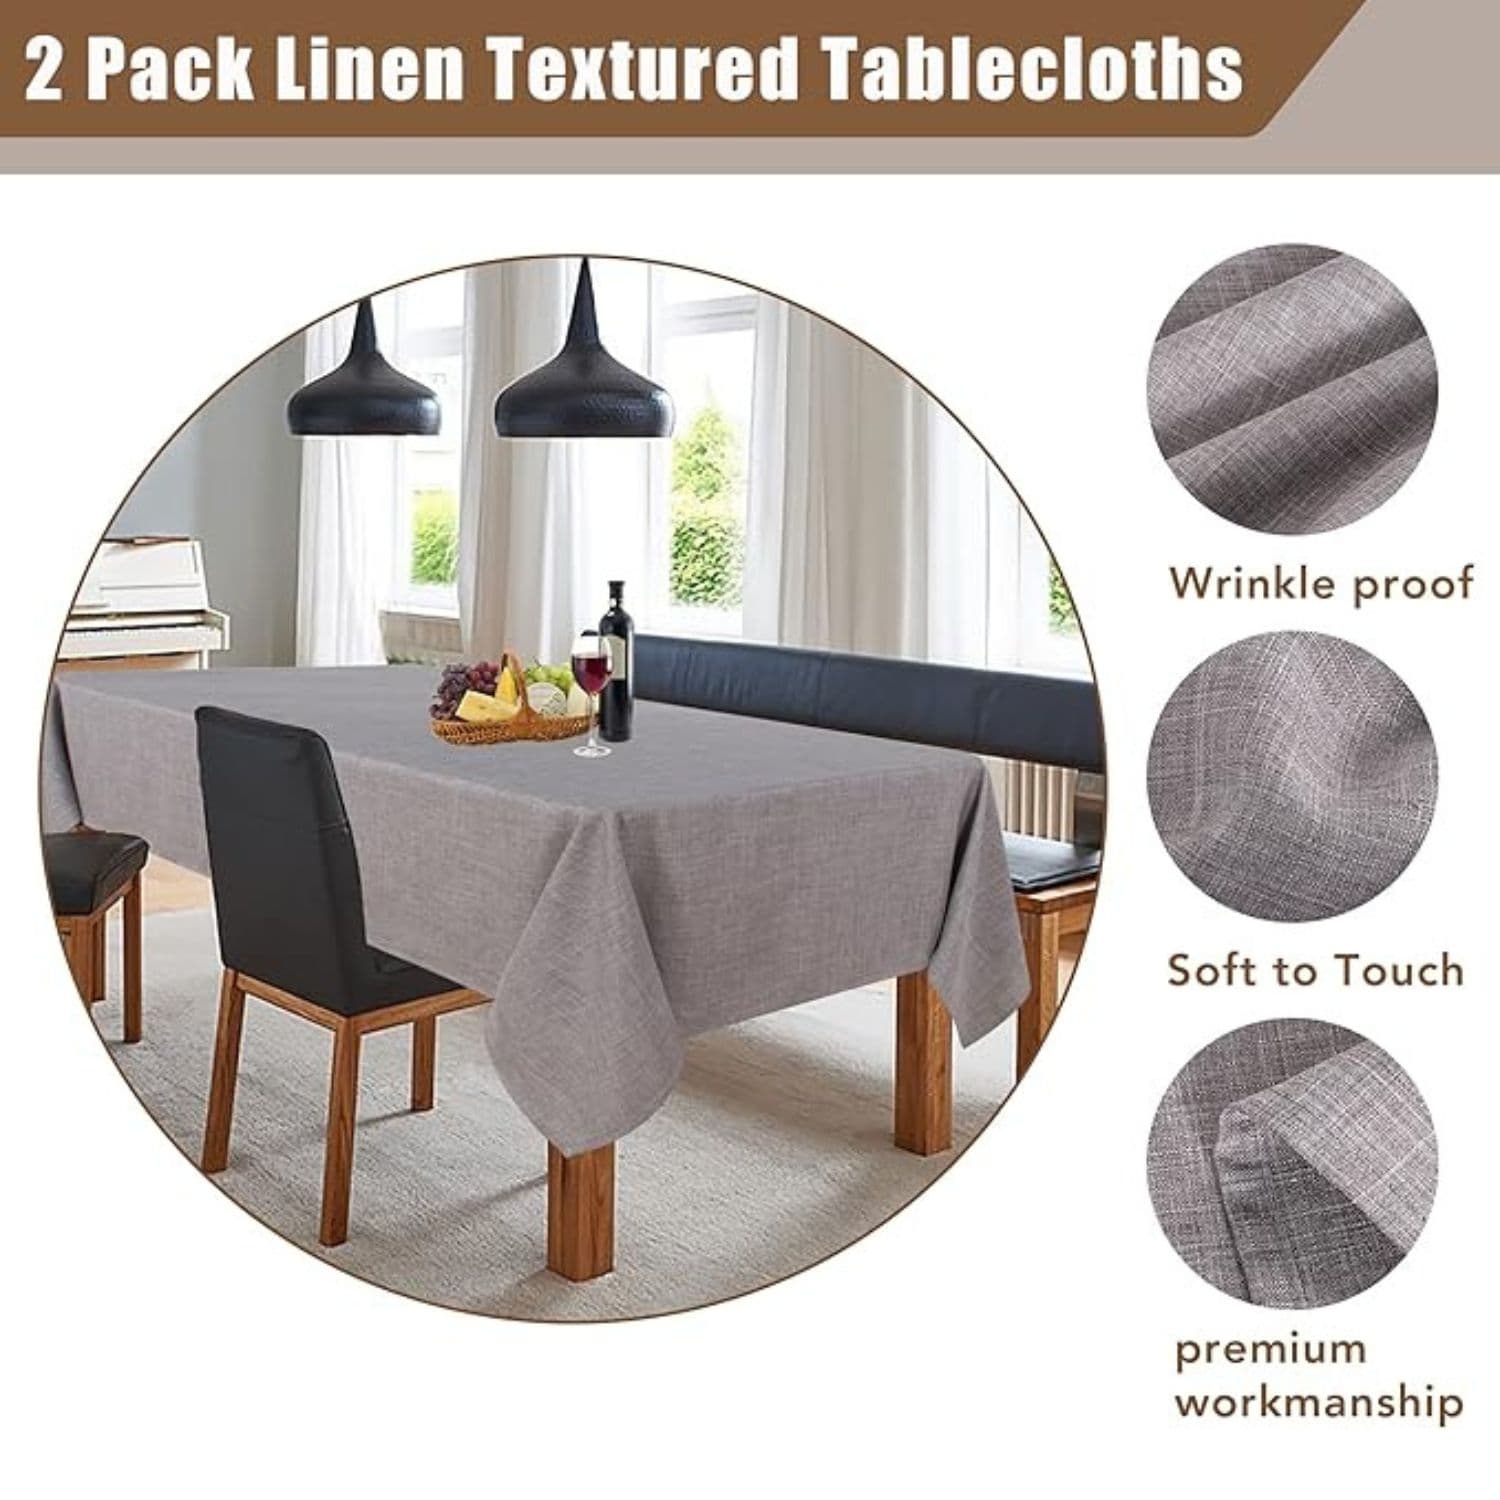 2 Pack Linen Textured Tablecloths
Wrinkle proof
Soft to Touch
premium
workmanship